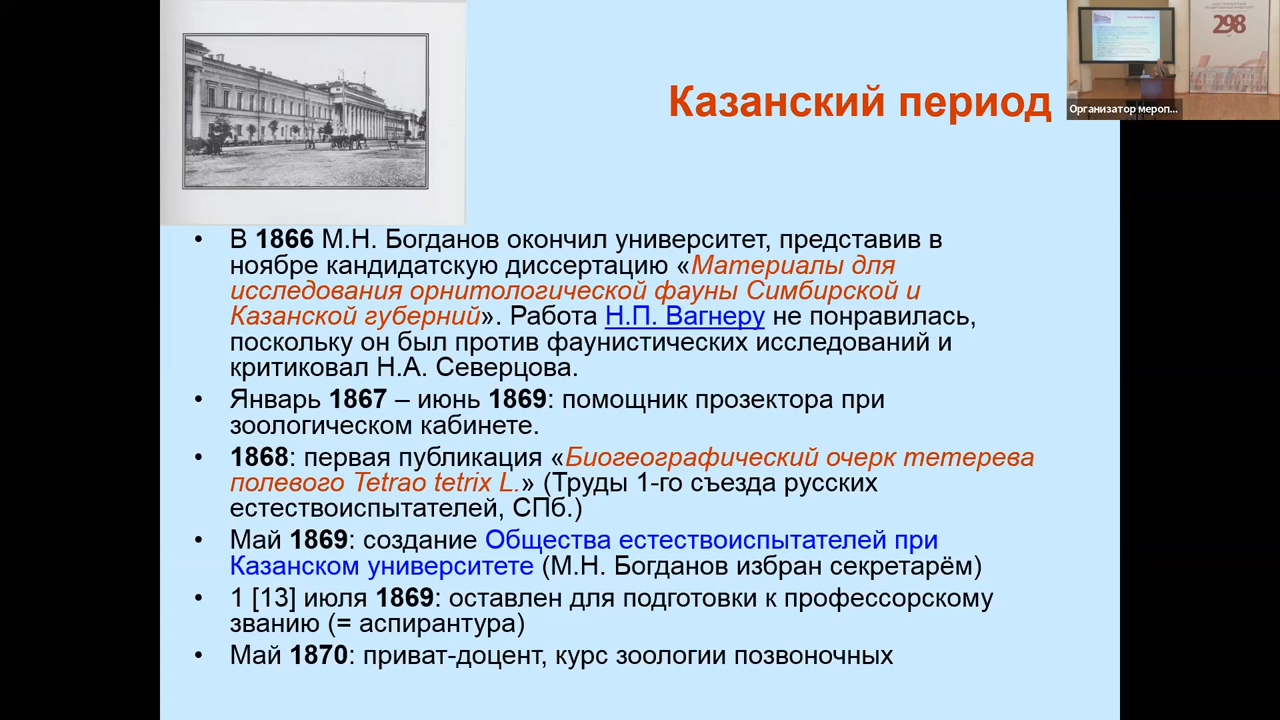 Казанский период
298
Организатор мероп...
• В 1866 М.Н. Богданов окончил университет, представив в
ноябре кандидатскую диссертацию «Материалы для
исследования орнитологической фауны Симбирской и
Казанской губерний». Работа Н.П. Вагнеру не понравилась,
поскольку он был против фаунистических исследований и
критиковал Н.А. Северцова.
• Январь 1867 – июнь 1869: помощник прозектора при
зоологическом кабинете.
• 1868: первая публикация «Биогеографический очерк тетерева
полевого Tetrao tetrix L.» (Труды 1-го съезда русских
естествоиспытателей, СПб.)
• Май 1869: создание Общества естествоиспытателей при
Казанском университете (М.Н. Богданов избран секретарём)
• 1 [13] июля 1869: оставлен для подготовки к профессорскому
званию (= аспирантура)
• Май 1870: приват-доцент, курс зоологии позвоночных